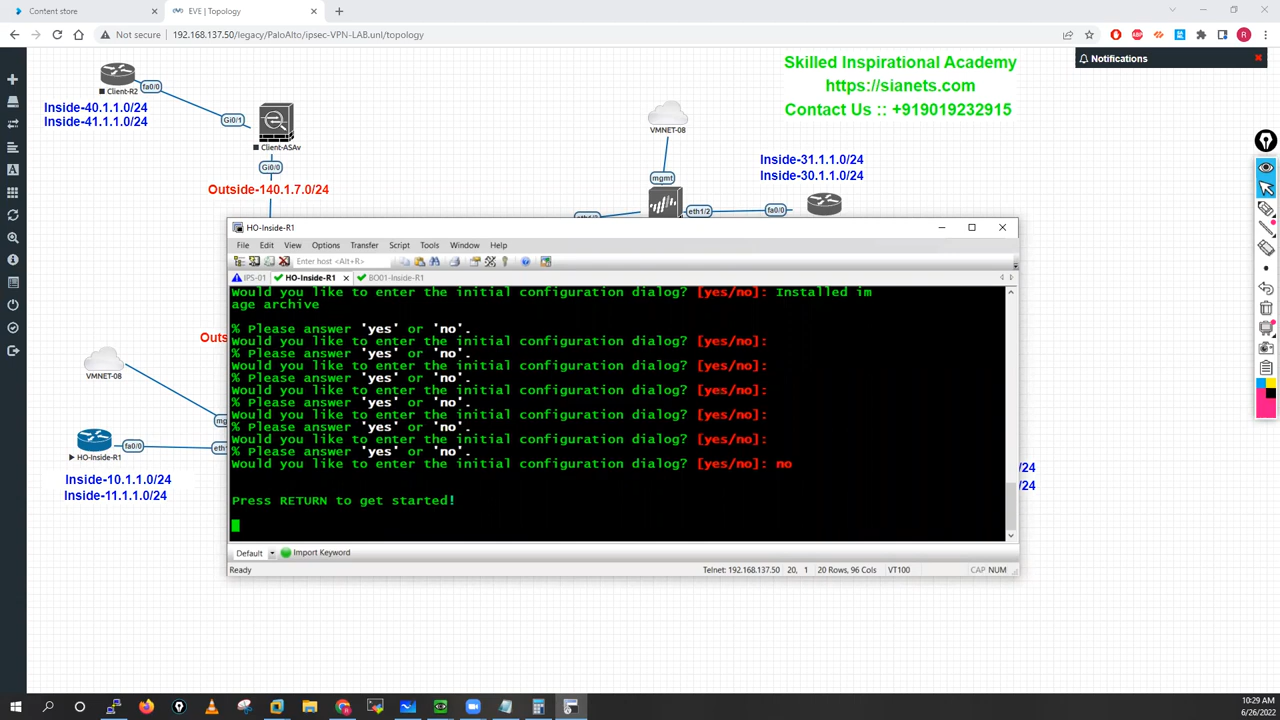 Content store
EVE | Topology
Not secure
192.168.137.50/legacy/PaloAlto/ipsec-VPN-LAB.unl/topology
Notifications
Skilled Inspirational Academy
https://sianets.com
Contact Us :: +919019232915
Client-R2
fa0/0
Inside-40.1.1.0/24
Inside-41.1.1.0/24
Gi0/1
Client-ASAv
Gi0/0
Outside-140.1.7.0/24
VMNET-08
mgmt
Inside-31.1.1.0/24
Inside-30.1.1.0/24
eth1/2
fa0/0
HO-Inside-R1
File Edit View Options Transfer Script Tools Window Help
Enter host <Alt+R>
IPS-01
HO-Inside-R1
BO01-Inside-R1
Would you like to enter the initial configuration dialog? [yes/no]: Installed im
age archive
% Please answer 'yes' or 'no'.
Would you like to enter the initial configuration dialog? [yes/no]:
% Please answer 'yes' or 'no'.
Would you like to enter the initial configuration dialog? [yes/no]:
% Please answer 'yes' or 'no'.
Would you like to enter the initial configuration dialog? [yes/no]:
% Please answer 'yes' or 'no'.
Would you like to enter the initial configuration dialog? [yes/no]:
% Please answer 'yes' or 'no'.
Would you like to enter the initial configuration dialog? [yes/no]:
% Please answer 'yes' or 'no'.
Would you like to enter the initial configuration dialog? [yes/no]: no
Press RETURN to get started!
Default
Import Keyword
Ready
Telnet: 192.168.137.50 20, 1 20 Rows, 96 Cols VT100 CAP NUM
Outs
VMNET-08
mg
HO-Inside-R1
fa0/0
eth
Inside-10.1.1.0/24
Inside-11.1.1.0/24
0/24
/24
10:29 AM
6/26/2022